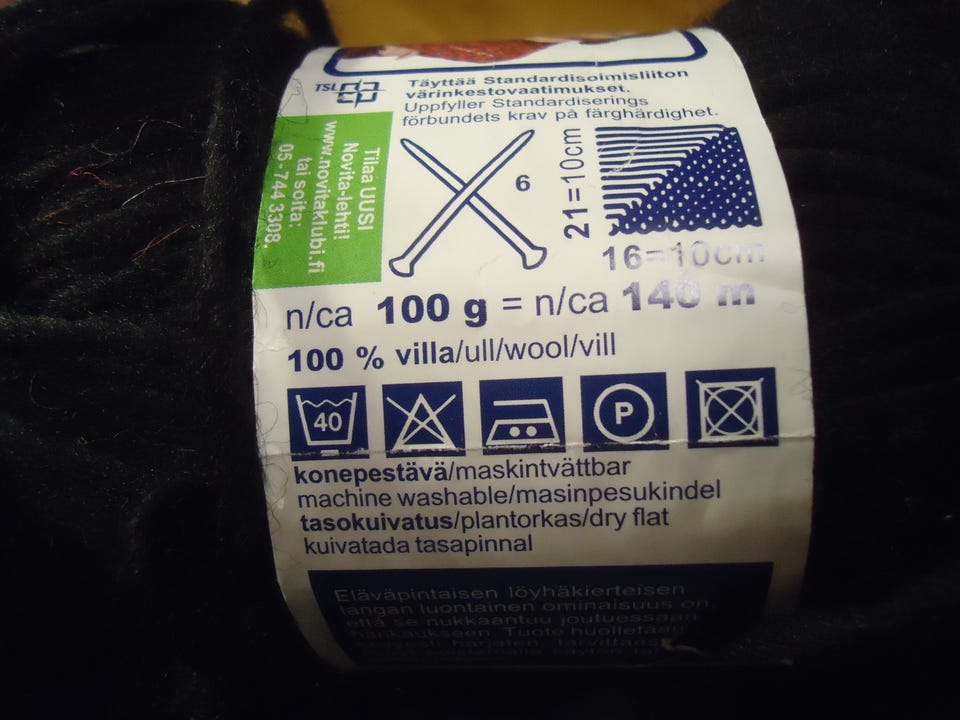 TSL
Täyttää Standardisoimisliiton
värinkestovaatimukset.
Uppfyller Standardiserings
förbundets krav på färghärdighet.
Tilaa UUSI
Novita-lehti!
www.novitaklubi.fi
tai soita:
05-744 3308.
6
21=10cm
16=10cm
n/ca 100 g = n/ca 140 m
100 % villa/ull/wool/vill
40
P
konepestävä/maskintvättbar
machine washable/masinpesukindel
tasokuivatus/plantorkas/dry flat
kuivatada tasapinnal
Eläväpintaisen löyhäkierteisen
langan luontainen ominaisuus on
että se nukkaantuu joutuessaan
hankaukseen. Tuote huolletaan